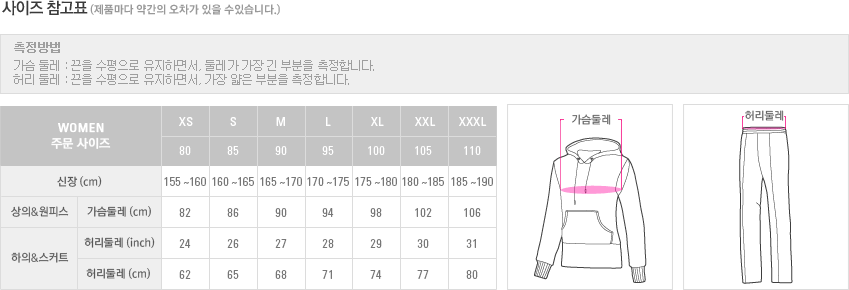 사이즈 참고표 (제품마다 약간의 오차가 있을 수있습니다.)
측정방법
가슴 둘레 : 끈을 수평으로 유지하면서, 둘레가 가장 긴 부분을 측정합니다.
허리 둘레 : 끈을 수평으로 유지하면서, 가장 얇은 부분을 측정합니다.
WOMEN 주문 사이즈 XS S M L XL XXL XXXL
80 85 90 95 100 105 110
신장 (cm) 155 ~160 160 ~165 165 ~170 170 ~175 175 ~180 180 ~185 185 ~190
상의&원피스 가슴둘레 (cm) 82 86 90 94 98 102 106
하의&스커트 허리둘레 (inch) 24 26 27 28 29 30 31
허리둘레 (cm) 62 65 68 71 74 77 80
가슴둘레
허리둘레